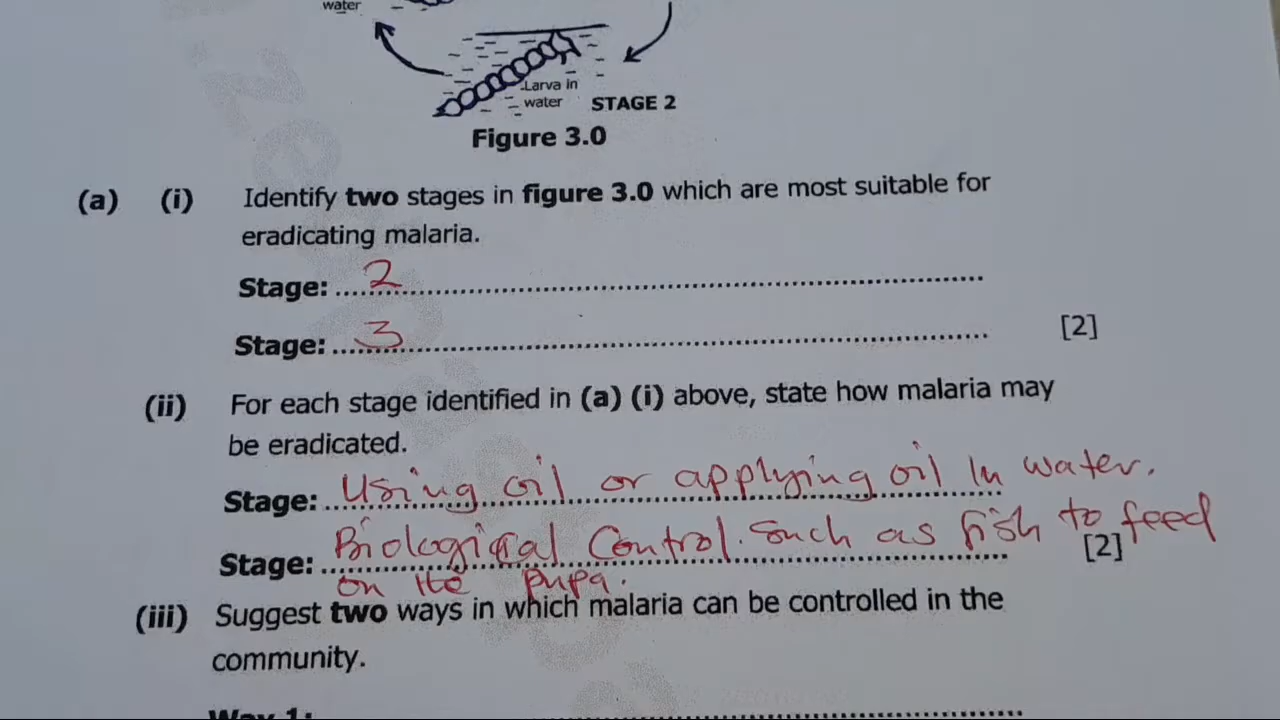 water
Larva in
water
STAGE 2
Figure 3.0
(a) (i) Identify two stages in figure 3.0 which are most suitable for
eradicating malaria.
Stage: 2
Stage: 3 [2]
(ii) For each stage identified in (a) (i) above, state how malaria may
be eradicated.
Stage: Using oil or applying oil In water.
Stage: Biological Control. Such as fish to feed [2]
on the pupa.
(iii) Suggest two ways in which malaria can be controlled in the
community.
Way 1: